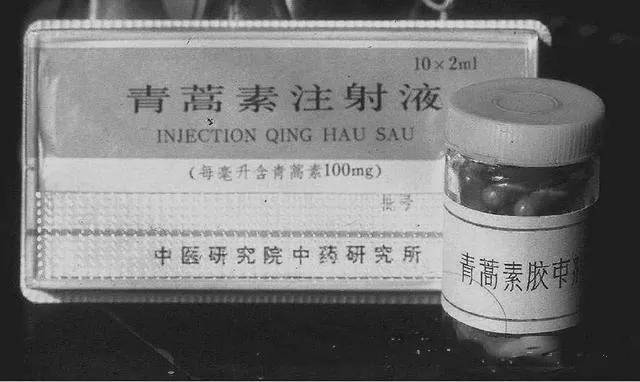 10×2ml
青蒿素注射液
INJECTION QING HAU SAU
(每毫升含青蒿素100mg)
批号
中医研究院中药研究所
青蒿素胶